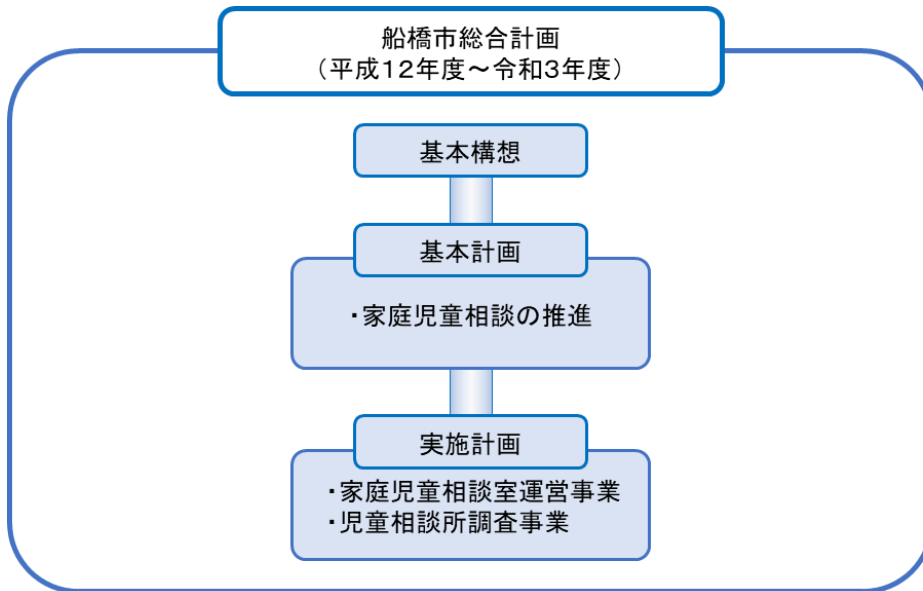 船橋市総合計画
（平成１２年度～令和３年度）
基本構想
基本計画
・家庭児童相談の推進
実施計画
・家庭児童相談室運営事業
・児童相談所調査事業